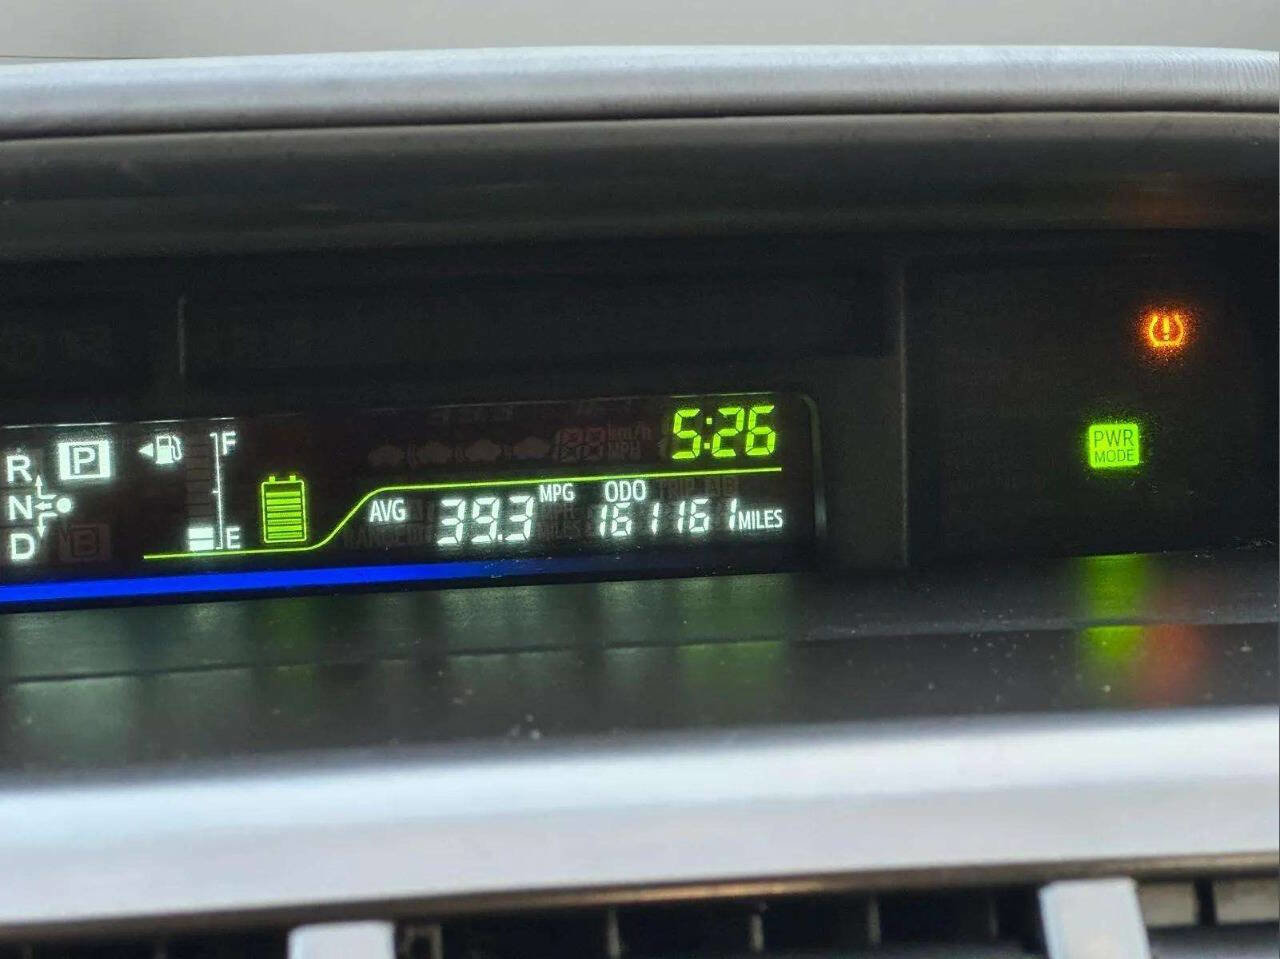 5:26
R P F
N
D E
AVG 39.3 MPG ODO 161161 MILES
PWR
MODE